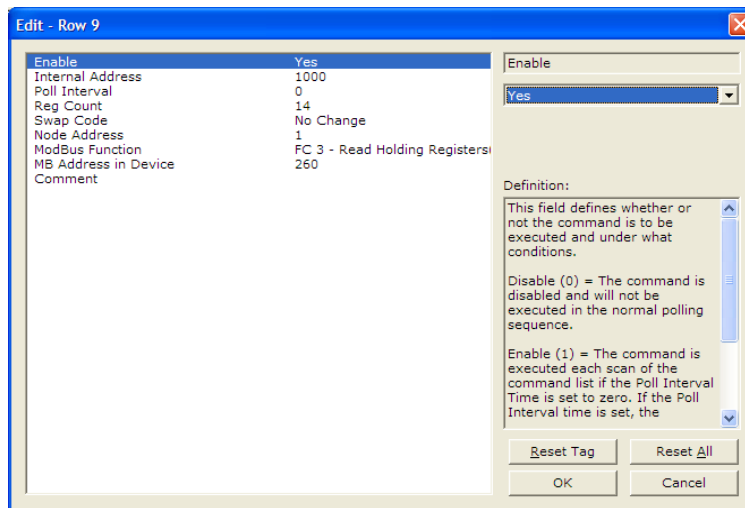 Edit - Row 9
Enable Yes
Internal Address 1000
Poll Interval 0
Reg Count 14
Swap Code No Change
Node Address 1
ModBus Function FC 3 - Read Holding Registers(
MB Address in Device 260
Comment
Enable
Yes
Definition:
This field defines whether or
not the command is to be
executed and under what
conditions.
Disable (0) = The command is
disabled and will not be
executed in the normal polling
sequence.
Enable (1) = The command is
executed each scan of the
command list if the Poll Interval
Time is set to zero. If the Poll
Interval time is set, the
Reset Tag Reset All
OK Cancel